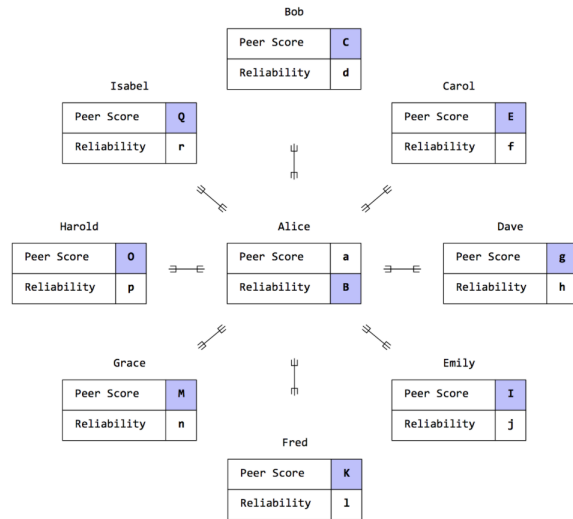 Bob
Peer Score C
Reliability d
Isabel
Peer Score Q
Reliability r
Carol
Peer Score E
Reliability f
Harold
Peer Score O
Reliability p
Alice
Peer Score a
Reliability B
Dave
Peer Score g
Reliability h
Grace
Peer Score M
Reliability n
Emily
Peer Score I
Reliability j
Fred
Peer Score K
Reliability l